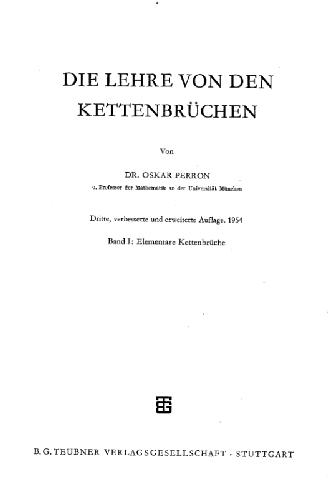 DIE LEHRE VON DEN
KETTENBRÜCHEN
Von
DR. OSKAR PERRON
o. Professor der Mathematik an der Universität München
Dritte, verbesserte und erweiterte Auflage, 1954
Band I: Elementare Kettenbrüche
B. G. TEUBNER VERLAGSGESELLSCHAFT · STUTTGART